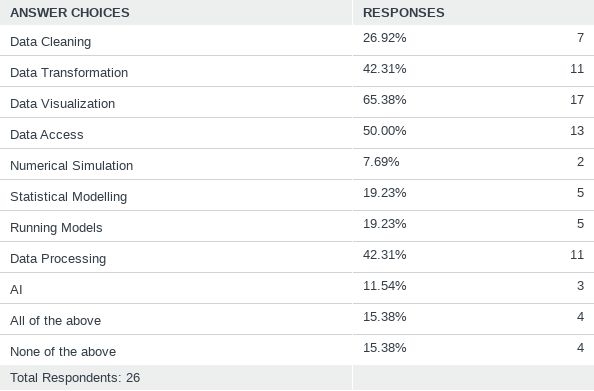 ANSWER CHOICES RESPONSES
Data Cleaning 26.92% 7
Data Transformation 42.31% 11
Data Visualization 65.38% 17
Data Access 50.00% 13
Numerical Simulation 7.69% 2
Statistical Modelling 19.23% 5
Running Models 19.23% 5
Data Processing 42.31% 11
AI 11.54% 3
All of the above 15.38% 4
None of the above 15.38% 4
Total Respondents: 26